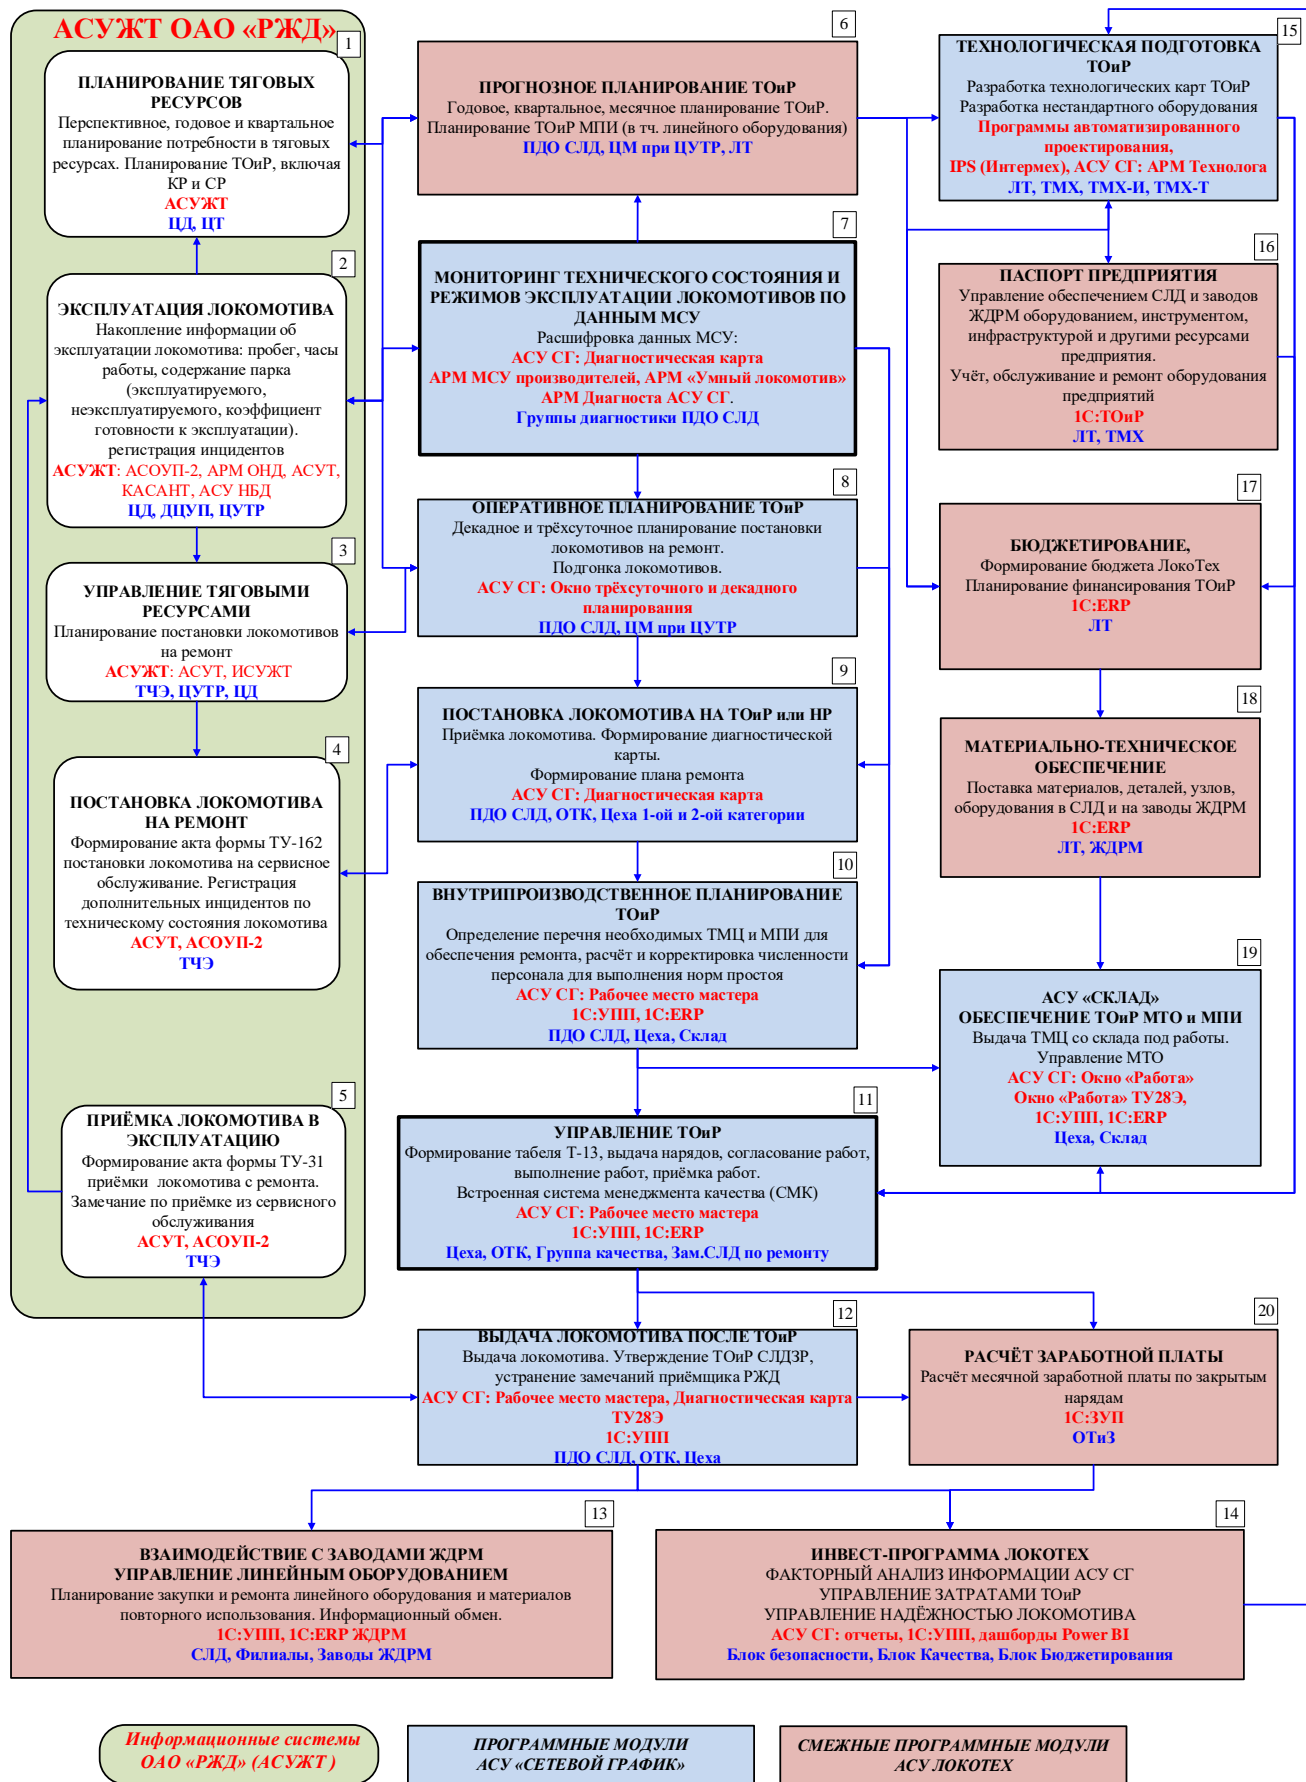 АСУЖТ ОАО «РЖД»
1
ПЛАНИРОВАНИЕ ТЯГОВЫХ
РЕСУРСОВ
Перспективное, годовое и квартальное
планирование потребности в тяговых
ресурсах. Планирование ТОиР, включая
КР и СР
АСУЖТ
ЦД, ЦТ
2
ЭКСПЛУАТАЦИЯ ЛОКОМОТИВА
Накопление информации об
эксплуатации локомотива: пробег, часы
работы, содержание парка
(эксплуатируемого,
неэксплуатируемого, коэффициент
готовности к эксплуатации).
регистрация инцидентов
АСУЖТ: АСОУП-2, АРМ ОНД, АСУТ,
КАСАНТ, АСУ НБД
ЦД, ДЦУП, ЦУТР
3
УПРАВЛЕНИЕ ТЯГОВЫМИ
РЕСУРСАМИ
Планирование постановки локомотивов
на ремонт
АСУЖТ: АСУТ, ИСУЖТ
ТЧЭ, ЦУТР, ЦД
4
ПОСТАНОВКА ЛОКОМОТИВА
НА РЕМОНТ
Формирование акта формы ТУ-162
постановки локомотива на сервисное
обслуживание. Регистрация
дополнительных инцидентов по
техническому состояния локомотива
АСУТ, АСОУП-2
ТЧЭ
5
ПРИЁМКА ЛОКОМОТИВА В
ЭКСПЛУАТАЦИЮ
Формирование акта формы ТУ-31
приёмки локомотива с ремонта.
Замечание по приёмке из сервисного
обслуживания
АСУТ, АСОУП-2
ТЧЭ
6
ПРОГНОЗНОЕ ПЛАНИРОВАНИЕ ТОиР
Годовое, квартальное, месячное планирование ТОиР.
Планирование ТОиР МПИ (в тч. линейного оборудования)
ПДО СЛД, ЦМ при ЦУТР, ЛТ
7
МОНИТОРИНГ ТЕХНИЧЕСКОГО СОСТОЯНИЯ И
РЕЖИМОВ ЭКСПЛУАТАЦИИ ЛОКОМОТИВОВ ПО
ДАННЫМ МСУ
Расшифровка данных МСУ:
АСУ СГ: Диагностическая карта
АРМ МСУ производителей, АРМ «Умный локомотив»
АРМ Диагноста АСУ СГ.
Группы диагностики ПДО СЛД
8
ОПЕРАТИВНОЕ ПЛАНИРОВАНИЕ ТОиР
Декадное и трёхсуточное планирование постановки
локомотивов на ремонт.
Подгонка локомотивов.
АСУ СГ: Окно трёхсуточного и декадного
планирования
ПДО СЛД, ЦМ при ЦУТР
9
ПОСТАНОВКА ЛОКОМОТИВА НА ТОиР или НР
Приёмка локомотива. Формирование диагностической
карты.
Формирование плана ремонта
АСУ СГ: Диагностическая карта
ПДО СЛД, ОТК, Цеха 1-ой и 2-ой категории
10
ВНУТРИПРОИЗВОДСТВЕННОЕ ПЛАНИРОВАНИЕ
ТОиР
Определение перечня необходимых ТМЦ и МПИ для
обеспечения ремонта, расчёт и корректировка численности
персонала для выполнения норм простоя
АСУ СГ: Рабочее место мастера
1С:УПП, 1С:ERP
ПДО СЛД, Цеха, Склад
11
УПРАВЛЕНИЕ ТОиР
Формирование табеля Т-13, выдача нарядов, согласование работ,
выполнение работ, приёмка работ.
Встроенная система менеджмента качества (СМК)
АСУ СГ: Рабочее место мастера
1С:УПП, 1С:ERP
Цеха, ОТК, Группа качества, Зам.СЛД по ремонту
12
ВЫДАЧА ЛОКОМОТИВА ПОСЛЕ ТОиР
Выдача локомотива. Утверждение ТОиР СЛДЗР,
устранение замечаний приёмщика РЖД
АСУ СГ: Рабочее место мастера, Диагностическая карта
ТУ28Э
1С:УПП
ПДО СЛД, ОТК, Цеха
15
ТЕХНОЛОГИЧЕСКАЯ ПОДГОТОВКА
ТОиР
Разработка технологических карт ТОиР
Разработка нестандартного оборудования
Программы автоматизированного
проектирования,
IPS (Интермех), АСУ СГ: АРМ Технолога
ЛТ, ТМХ, ТМХ-И, ТМХ-Т
16
ПАСПОРТ ПРЕДПРИЯТИЯ
Управление обеспечением СЛД и заводов
ЖДРМ оборудованием, инструментом,
инфраструктурой и другими ресурсами
предприятия.
Учёт, обслуживание и ремонт оборудования
предприятий
1С:ТОиР
ЛТ, ТМХ
17
БЮДЖЕТИРОВАНИЕ,
Формирование бюджета ЛокоТех
Планирование финансирования ТОиР
1С:ERP
ЛТ
18
МАТЕРИАЛЬНО-ТЕХНИЧЕСКОЕ
ОБЕСПЕЧЕНИЕ
Поставка материалов, деталей, узлов,
оборудования в СЛД и на заводы ЖДРМ
1С:ERP
ЛТ, ЖДРМ
19
АСУ «СКЛАД»
ОБЕСПЕЧЕНИЕ ТОиР МТО и МПИ
Выдача ТМЦ со склада под работы.
Управление МТО
АСУ СГ: Окно «Работа»
Окно «Работа» ТУ28Э,
1С:УПП, 1С:ERP
Цеха, Склад
20
РАСЧЁТ ЗАРАБОТНОЙ ПЛАТЫ
Расчёт месячной заработной платы по закрытым
нарядам
1С:ЗУП
ОТиЗ
13
ВЗАИМОДЕЙСТВИЕ С ЗАВОДАМИ ЖДРМ
УПРАВЛЕНИЕ ЛИНЕЙНЫМ ОБОРУДОВАНИЕМ
Планирование закупки и ремонта линейного оборудования и материалов
повторного использования. Информационный обмен.
1С:УПП, 1С:ERP ЖДРМ
СЛД, Филиалы, Заводы ЖДРМ
14
ИНВЕСТ-ПРОГРАММА ЛОКОТЕХ
ФАКТОРНЫЙ АНАЛИЗ ИНФОРМАЦИИ АСУ СГ
УПРАВЛЕНИЕ ЗАТРАТАМИ ТОиР
УПРАВЛЕНИЕ НАДЁЖНОСТЬЮ ЛОКОМОТИВА
АСУ СГ: отчеты, 1С:УПП, дашборды Power BI
Блок безопасности, Блок Качества, Блок Бюджетирования
Информационные системы
ОАО «РЖД» (АСУЖТ )
ПРОГРАММНЫЕ МОДУЛИ
АСУ «СЕТЕВОЙ ГРАФИК»
СМЕЖНЫЕ ПРОГРАММНЫЕ МОДУЛИ
АСУ ЛОКОТЕХ